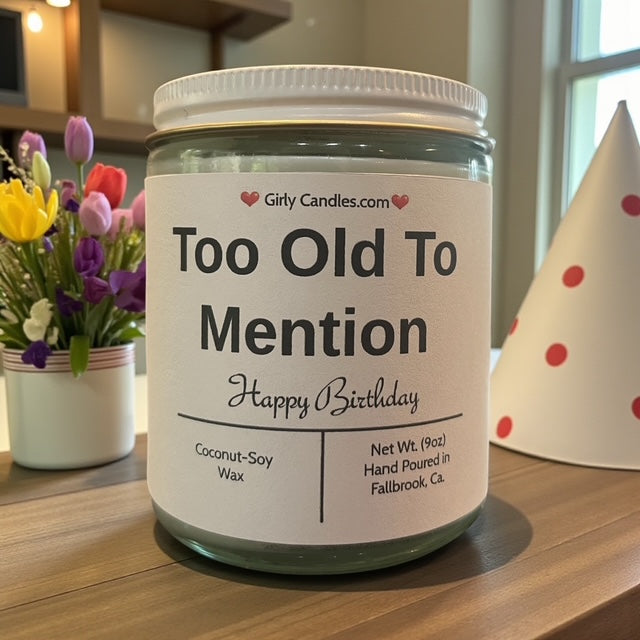 Girly Candles.com
Too Old To
Mention
Happy Birthday
Coconut-Soy
Wax
Net Wt. (9oz)
Hand Poured in
Fallbrook, Ca.